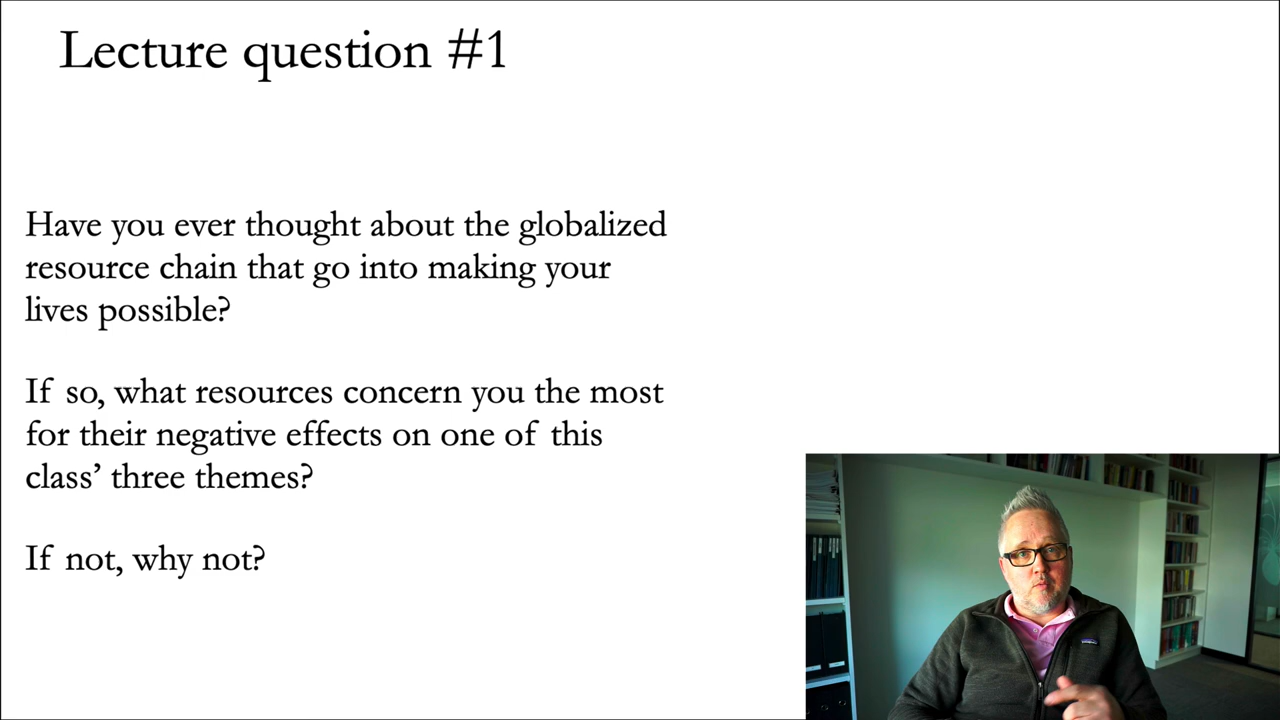 Lecture question #1
Have you ever thought about the globalized
resource chain that go into making your
lives possible?
If so, what resources concern you the most
for their negative effects on one of this
class’ three themes?
If not, why not?